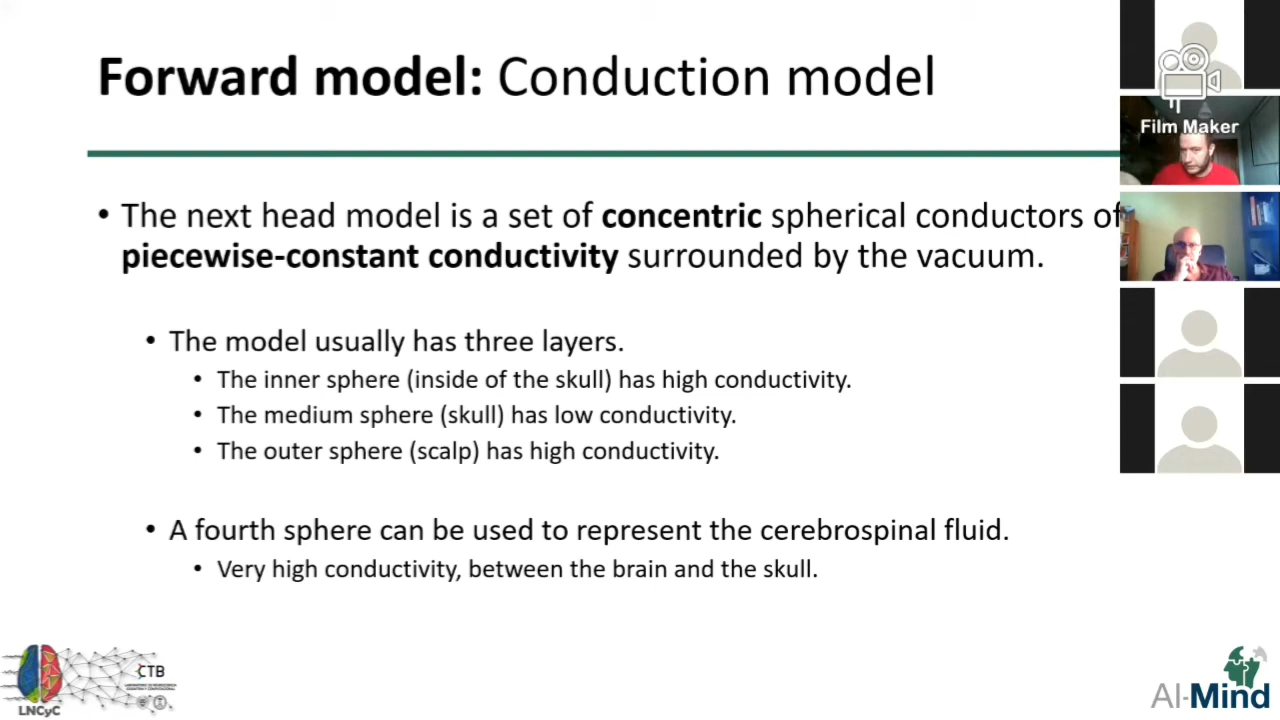 Forward model: Conduction model
Film Maker
• The next head model is a set of concentric spherical conductors of
piecewise-constant conductivity surrounded by the vacuum.
• The model usually has three layers.
• The inner sphere (inside of the skull) has high conductivity.
• The medium sphere (skull) has low conductivity.
• The outer sphere (scalp) has high conductivity.
• A fourth sphere can be used to represent the cerebrospinal fluid.
• Very high conductivity, between the brain and the skull.
LNCyC
CTB
AI-Mind